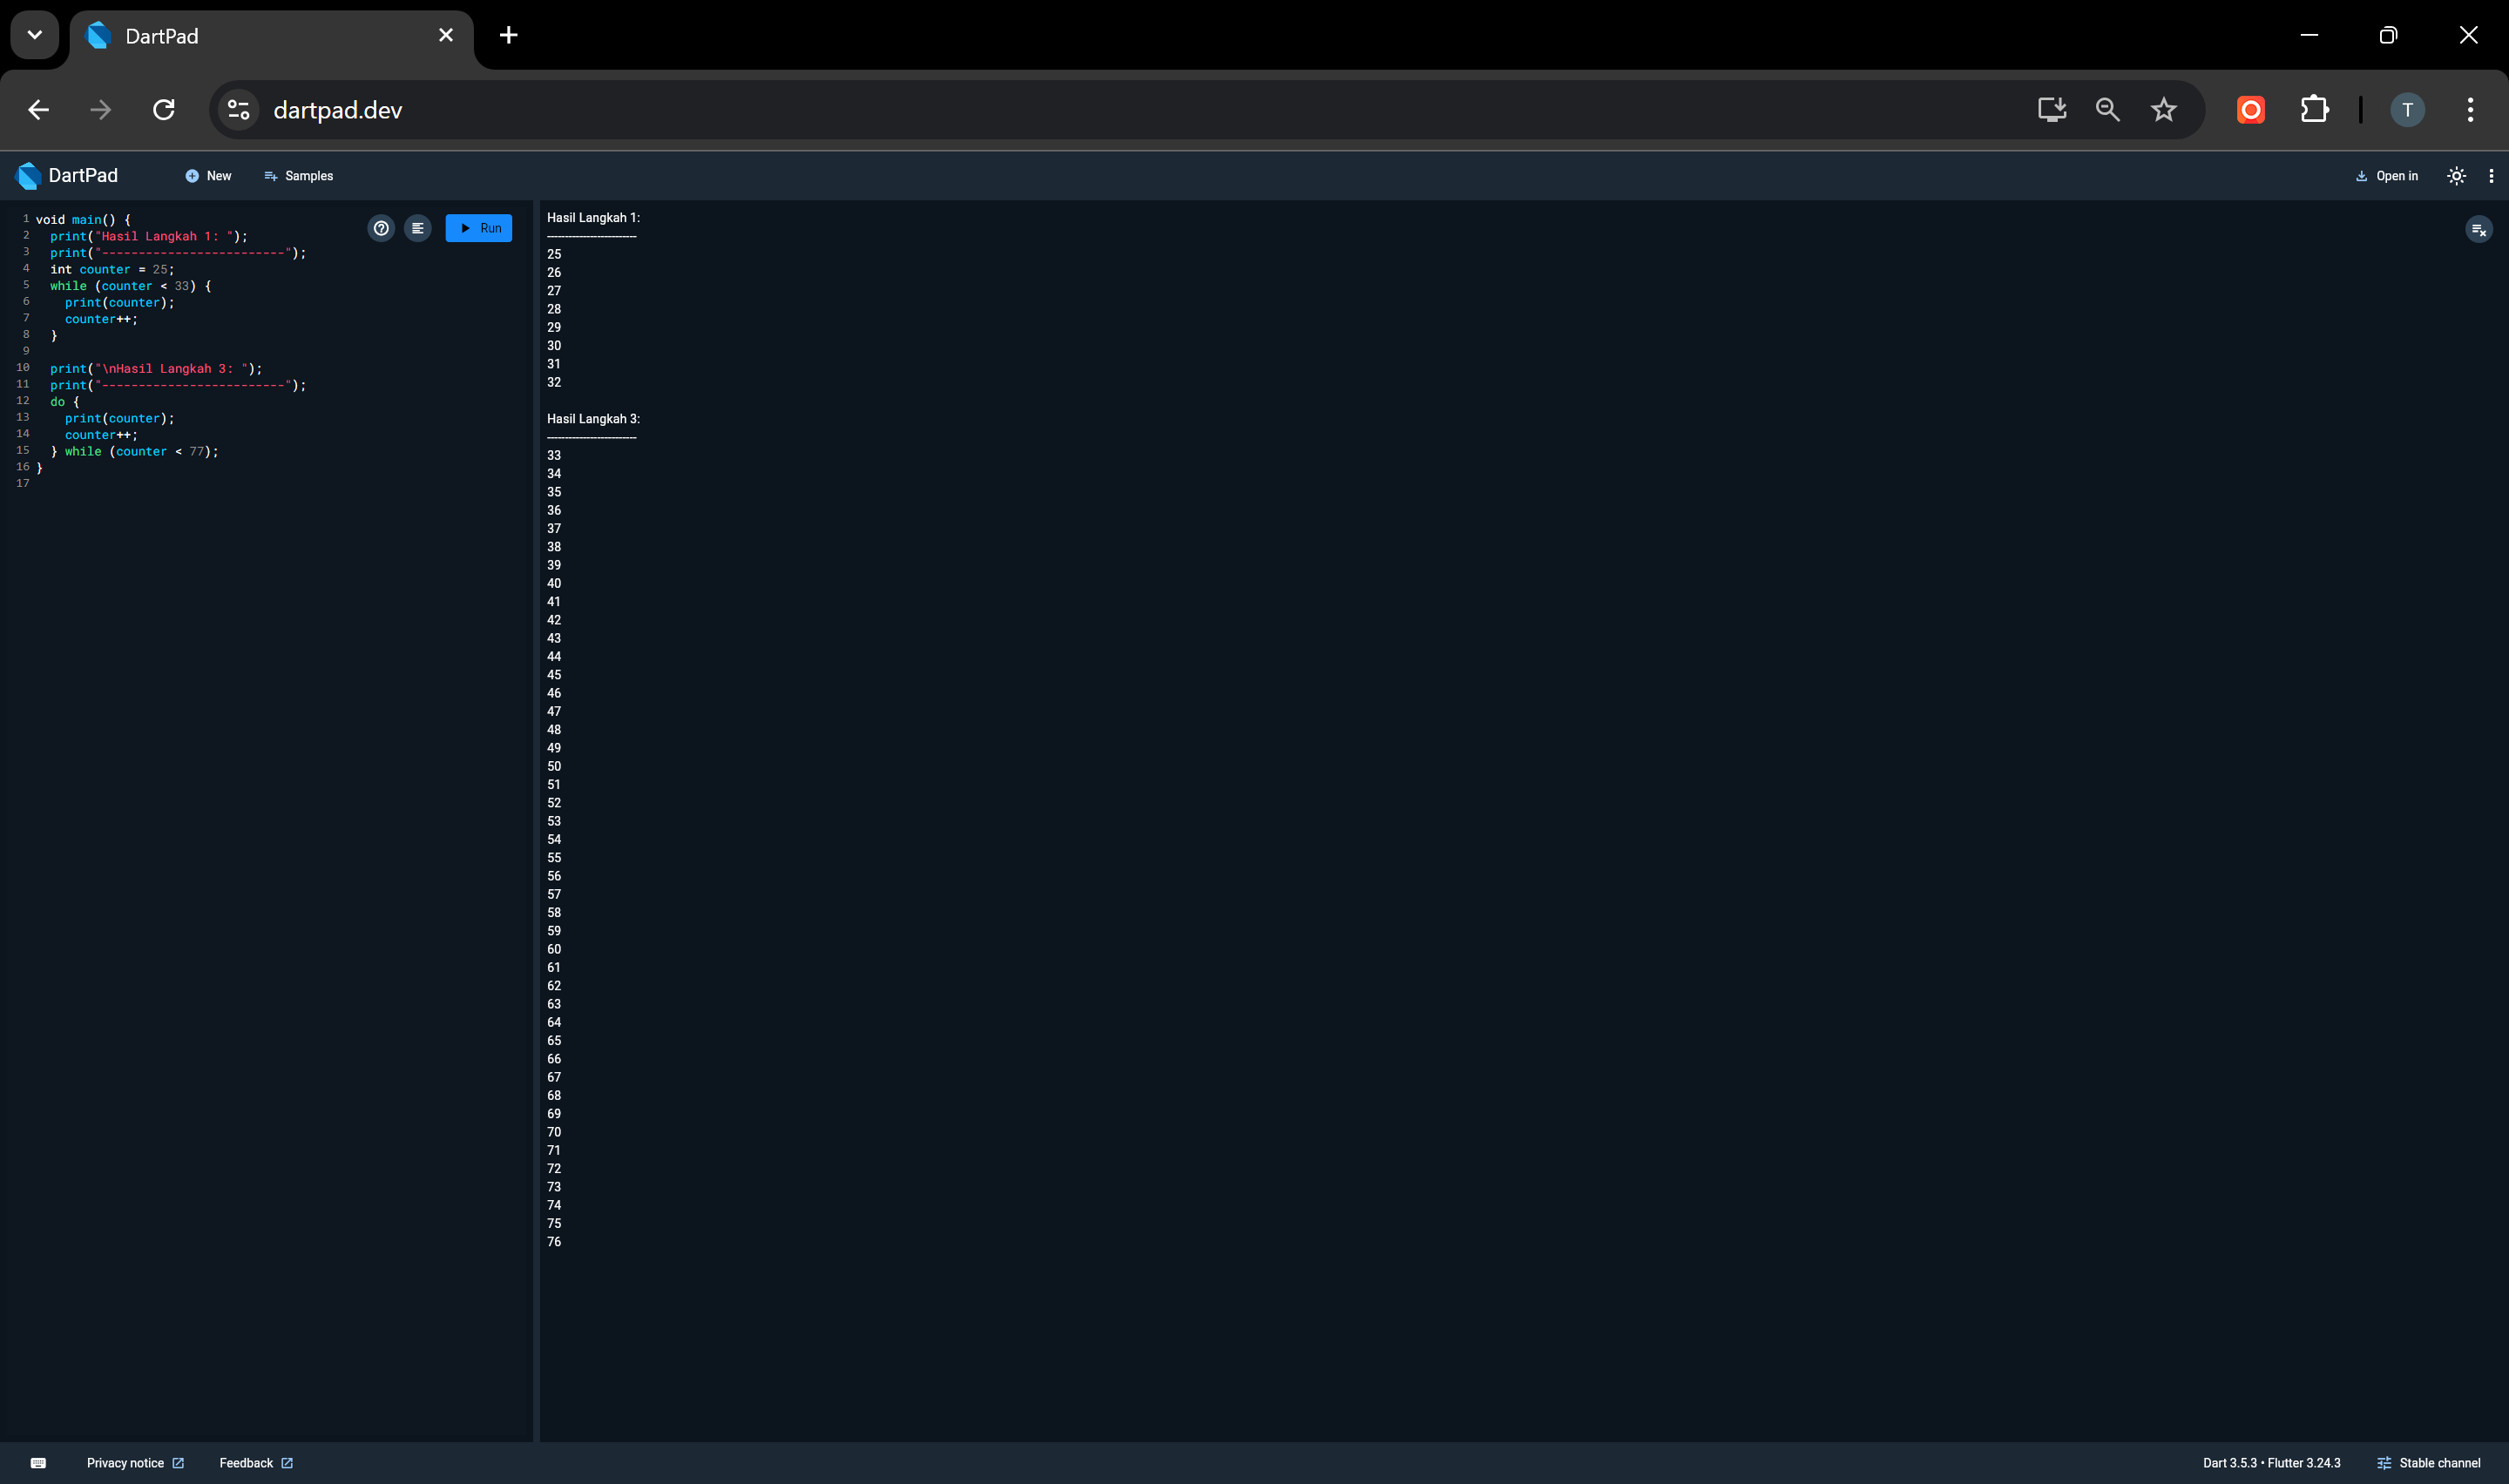 DartPad
dartpad.dev
T
DartPad
New
Samples
Open in
1 void main() {
2 print("Hasil Langkah 1: ");
3 print("-------------------------");
4 int counter = 25;
5 while (counter < 33) {
6 print(counter);
7 counter++;
8 }
9
10 print("\nHasil Langkah 3: ");
11 print("-------------------------");
12 do {
13 print(counter);
14 counter++;
15 } while (counter < 77);
16 }
17
Run
Hasil Langkah 1:
-------------------------
25
26
27
28
29
30
31
32
Hasil Langkah 3:
-------------------------
33
34
35
36
37
38
39
40
41
42
43
44
45
46
47
48
49
50
51
52
53
54
55
56
57
58
59
60
61
62
63
64
65
66
67
68
69
70
71
72
73
74
75
76
Privacy notice
Feedback
Dart 3.5.3 • Flutter 3.24.3
Stable channel